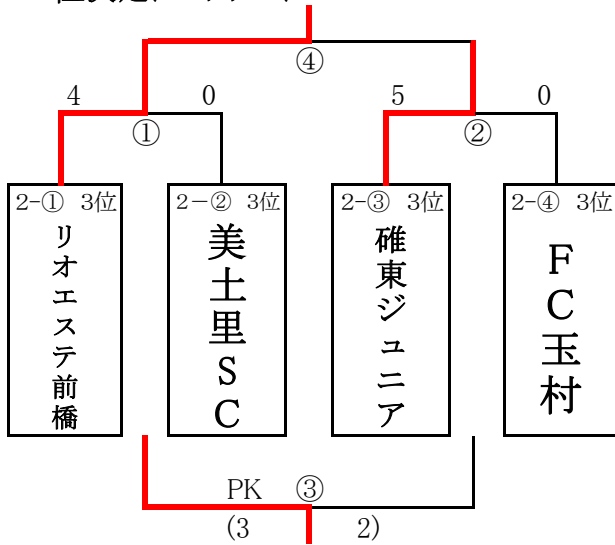 ④
4 0 5 0
① ②
2-① 3位
リオエステ前橋
2-② 3位
美土里SC
2-③ 3位
碓東ジュニア
2-④ 3位
FC玉村
PK ③
(3 2)